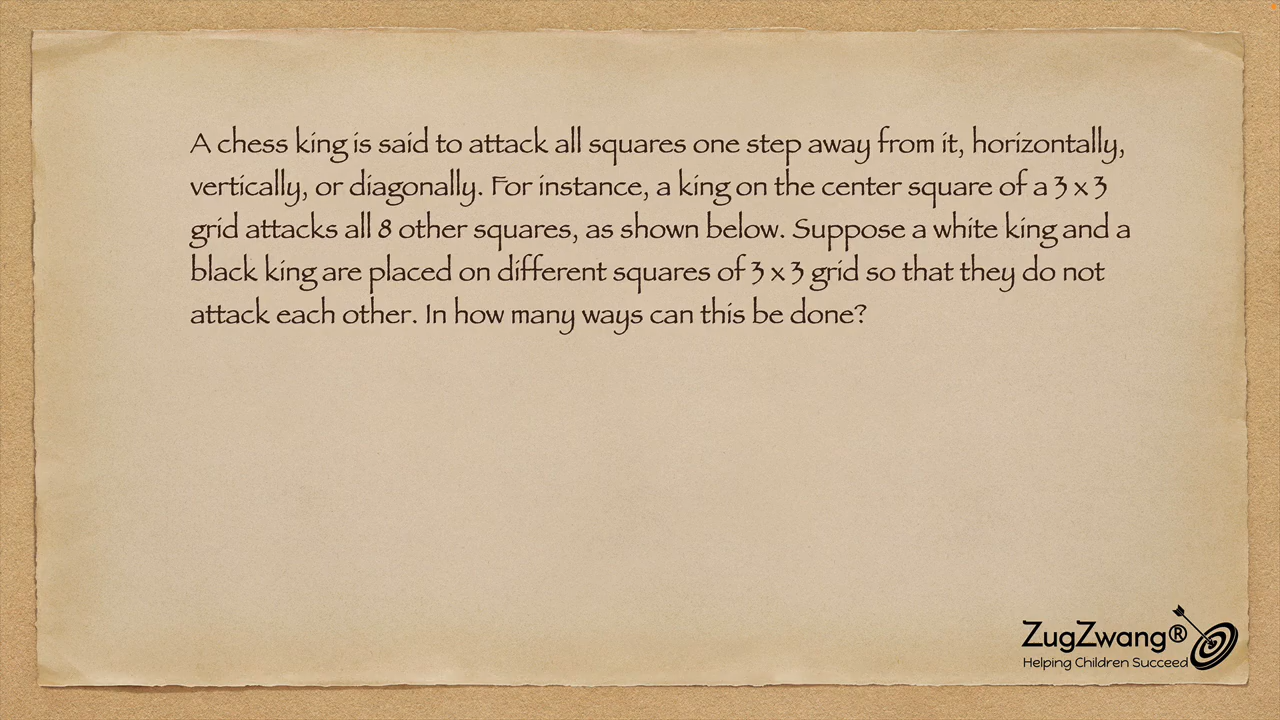 A chess king is said to attack all squares one step away from it, horizontally,
vertically, or diagonally. For instance, a king on the center square of a 3 x 3
grid attacks all 8 other squares, as shown below. Suppose a white king and a
black king are placed on different squares of 3 x 3 grid so that they do not
attack each other. In how many ways can this be done?
ZugZwang®
Helping Children Succeed